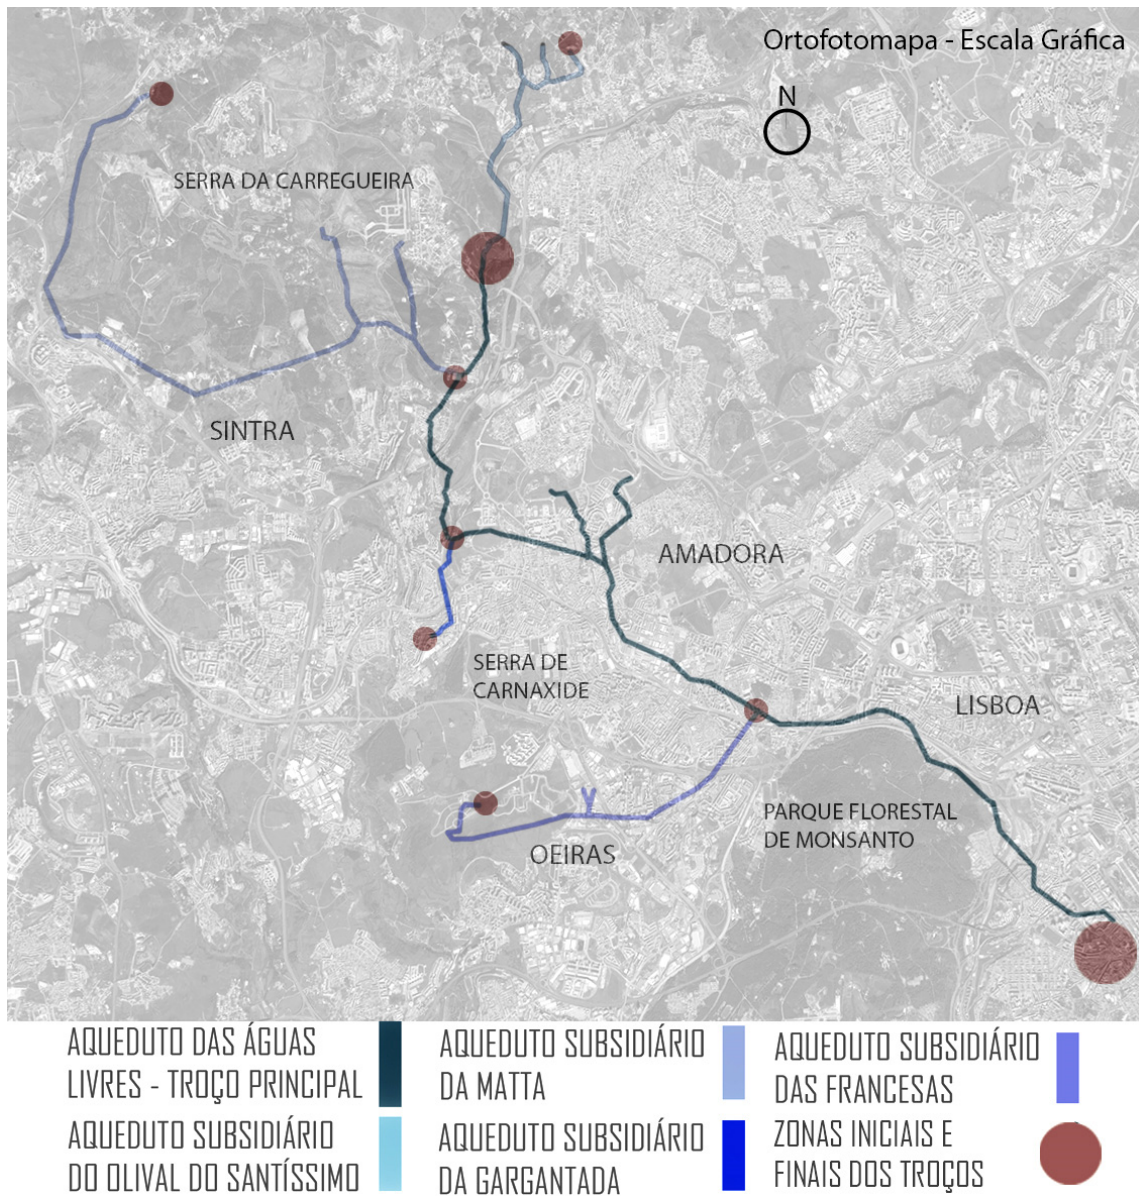 Ortofotomapa - Escala Gráfica
N
SERRA DA CARREGUEIRA
SINTRA
AMADORA
SERRA DE
CARNAXIDE
LISBOA
PARQUE FLORESTAL
DE MONSANTO
OEIRAS
AQUEDUTO DAS ÁGUAS
LIVRES - TROÇO PRINCIPAL
AQUEDUTO SUBSIDIÁRIO
DA MATTA
AQUEDUTO SUBSIDIÁRIO
DAS FRANCESAS
AQUEDUTO SUBSIDIÁRIO
DO OLIVAL DO SANTÍSSIMO
AQUEDUTO SUBSIDIÁRIO
DA GARGANTADA
ZONAS INICIAIS E
FINAIS DOS TROÇOS